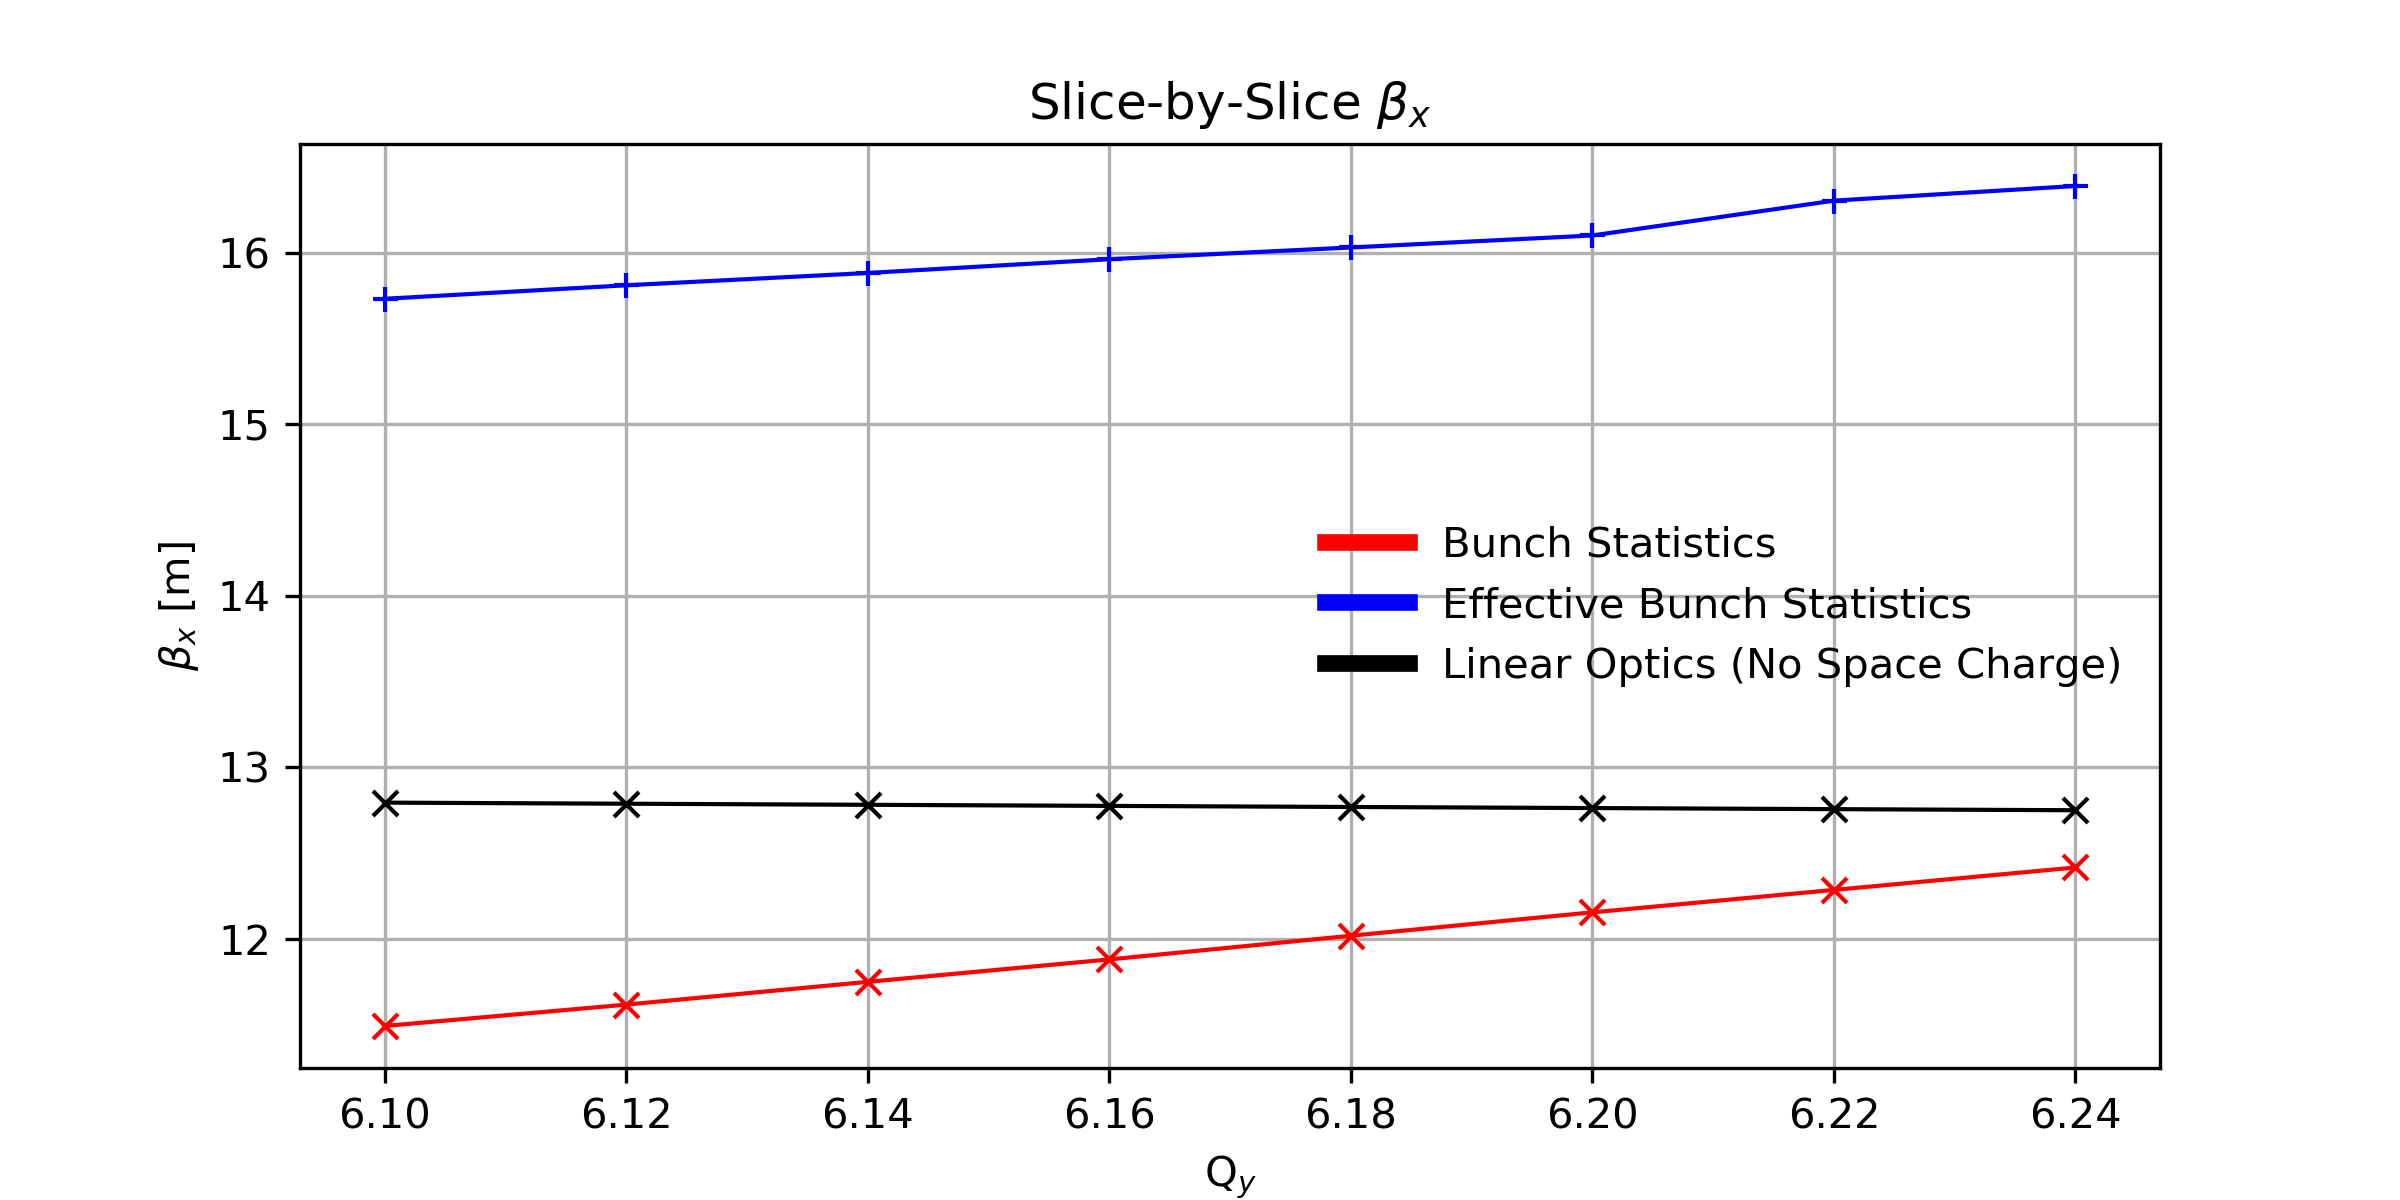 Slice-by-Slice βₓ
βₓ [m]
16
15
14
13
12
Bunch Statistics
Effective Bunch Statistics
Linear Optics (No Space Charge)
6.10 6.12 6.14 6.16 6.18 6.20 6.22 6.24
Qy